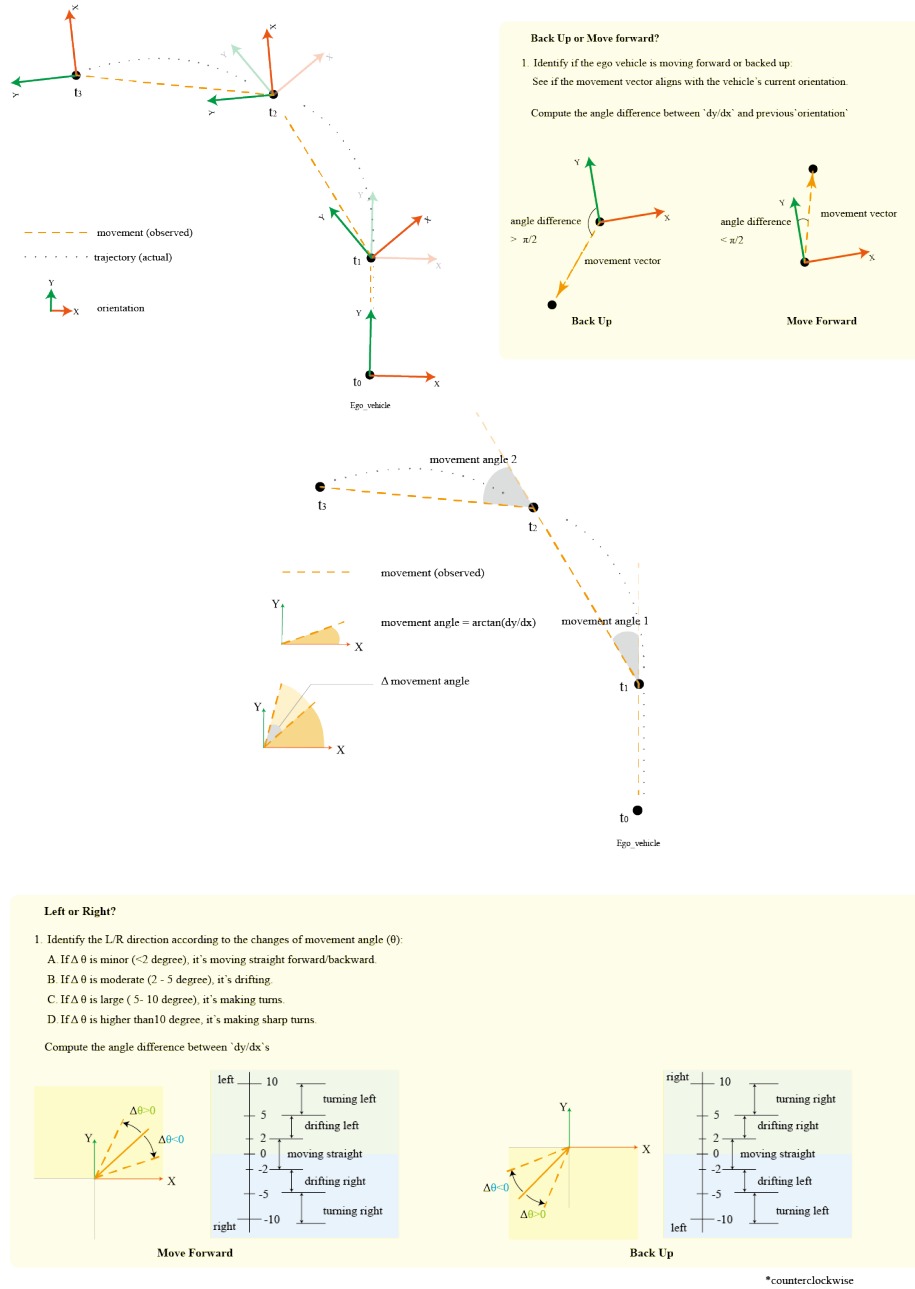 X
Y
t3
X
X
Y
Y
t2
Back Up or Move forward?
1. Identify if the ego vehicle is moving forward or backed up:
See if the movement vector aligns with the vehicle`s current orientation.
Compute the angle difference between `dy/dx` and previous`orientation`
Y
X
angle difference
> π/2
movement vector
Back Up
Y
X
angle difference
< π/2
movement vector
Move Forward
movement (observed)
trajectory (actual)
Y
X
orientation
Y
Y
X
X
t1
Y
X
t0
Ego_vehicle
movement angle 2
t3
t2
movement (observed)
Y
X
movement angle = arctan(dy/dx)
movement angle 1
Δ movement angle
Y
X
t1
t0
Ego_vehicle
Left or Right?
1. Identify the L/R direction according to the changes of movement angle (θ):
A. If Δ θ is minor (<2 degree), it`s moving straight forward/backward.
B. If Δ θ is moderate (2 - 5 degree), it`s drifting.
C. If Δ θ is large ( 5- 10 degree), it`s making turns.
D. If Δ θ is higher than10 degree, it`s making sharp turns.
Compute the angle difference between `dy/dx`s
Δθ>0
Δθ<0
Y
X
left
10
turning left
5
drifting left
2
0
moving straight
-2
drifting right
-5
turning right
-10
right
Move Forward
Y
X
Δθ<0
Δθ>0
right
10
turning right
5
drifting right
2
0
moving straight
-2
drifting left
-5
turning left
-10
left
Back Up
*counterclockwise